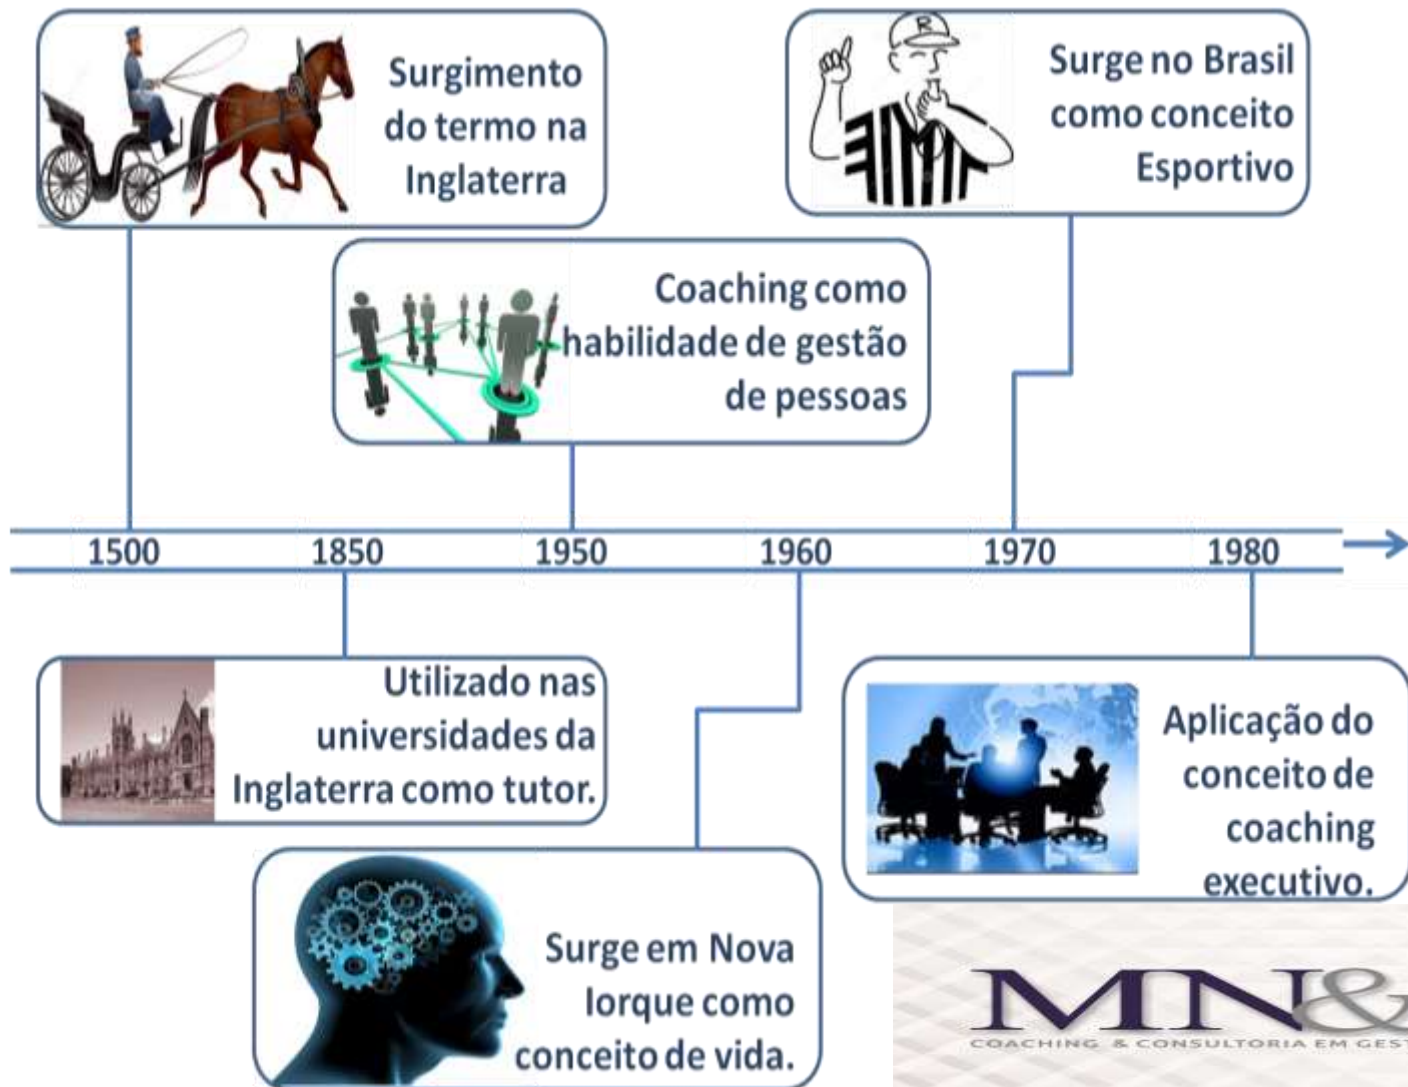 Surgimento
do termo na
Inglaterra
R
Surge no Brasil
como conceito
Esportivo
Coaching como
habilidade de gestão
de pessoas
1500 1850 1950 1960 1970 1980
Utilizado nas
universidades da
Inglaterra como tutor.
Aplicação do
conceito de
coaching
executivo.
Surge em Nova
Iorque como
conceito de vida.
MN&
COACHING & CONSULTORIA EM GEST